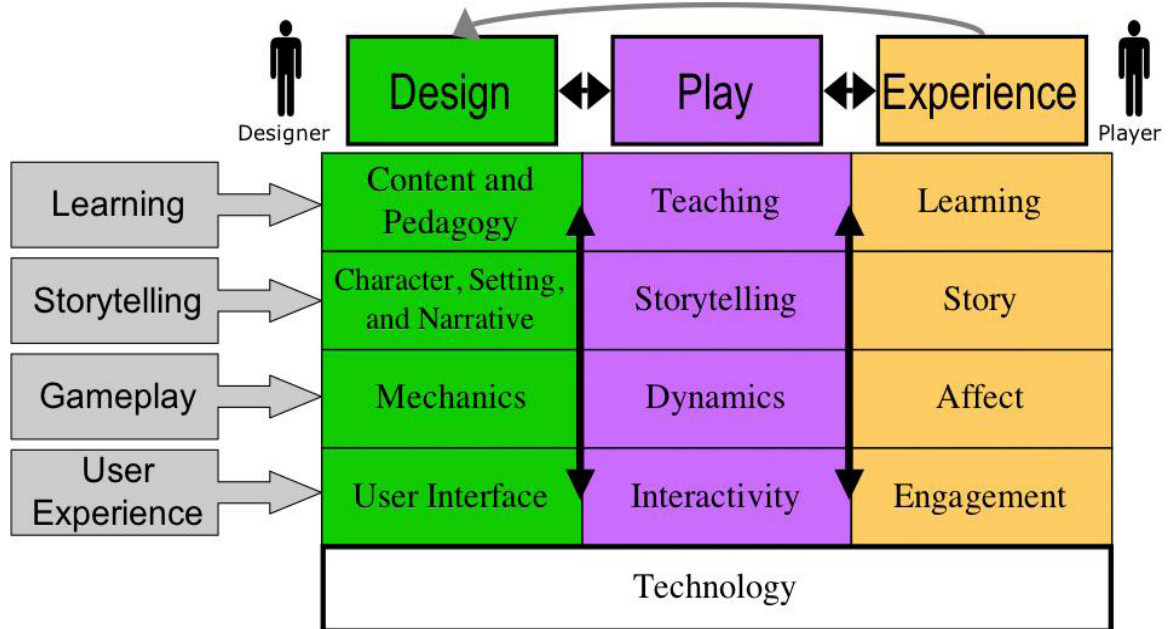 Design
Play
Experience
Designer
Player
Learning
Content and
Pedagogy
Teaching
Learning
Storytelling
Character, Setting,
and Narrative
Storytelling
Story
Gameplay
Mechanics
Dynamics
Affect
User
Experience
User Interface
Interactivity
Engagement
Technology